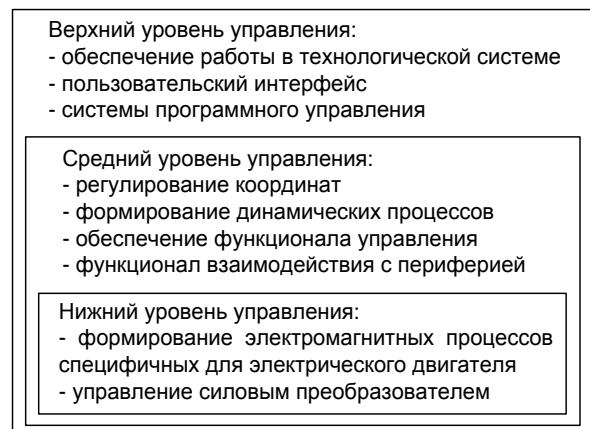 Верхний уровень управления:
- обеспечение работы в технологической системе
- пользовательский интерфейс
- системы программного управления
Средний уровень управления:
- регулирование координат
- формирование динамических процессов
- обеспечение функционала управления
- функционал взаимодействия с периферией
Нижний уровень управления:
- формирование электромагнитных процессов
специфичных для электрического двигателя
- управление силовым преобразователем